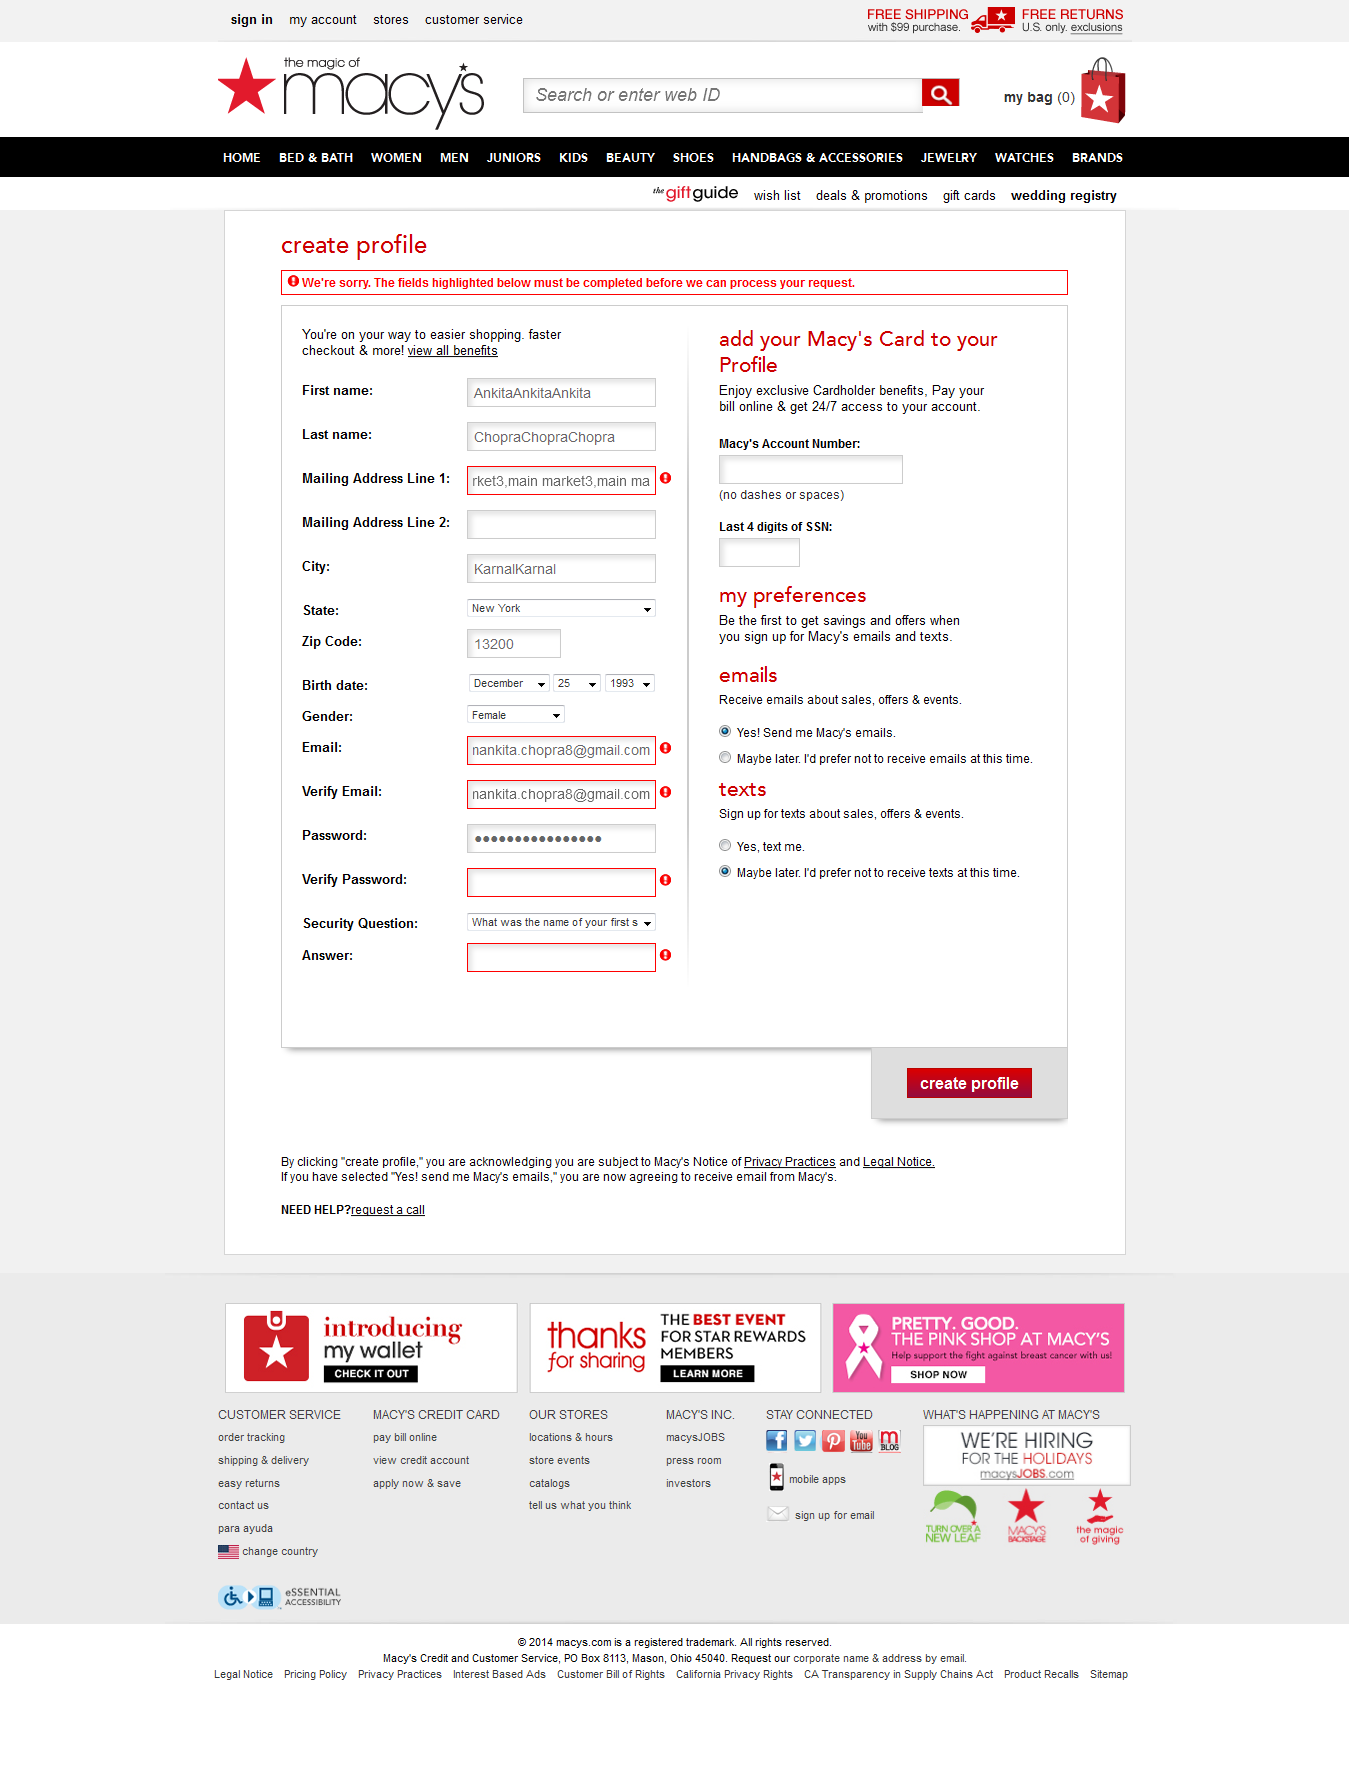 sign in my account stores customer service
FREE SHIPPING with $99 purchase.
FREE RETURNS U.S. only. exclusions
the magic of
macy's
Search or enter web ID
my bag (0)
HOME BED & BATH WOMEN MEN JUNIORS KIDS BEAUTY SHOES HANDBAGS & ACCESSORIES JEWELRY WATCHES BRANDS
the gift guide wish list deals & promotions gift cards wedding registry
create profile
We're sorry. The fields highlighted below must be completed before we can process your request.
You're on your way to easier shopping. faster
checkout & more! view all benefits
First name: AnkitaAnkitaAnkita
Last name: ChopraChopraChopra
Mailing Address Line 1: rket3,main market3,main ma
Mailing Address Line 2:
City: KarnalKarnal
State: New York
Zip Code: 13200
Birth date: December 25 1993
Gender: Female
Email: nankita.chopra8@gmail.com
Verify Email: nankita.chopra8@gmail.com
Password: ••••••••••••••••
Verify Password:
Security Question: What was the name of your first s
Answer:
add your Macy's Card to your
Profile
Enjoy exclusive Cardholder benefits, Pay your
bill online & get 24/7 access to your account.
Macy's Account Number:
(no dashes or spaces)
Last 4 digits of SSN:
my preferences
Be the first to get savings and offers when
you sign up for Macy's emails and texts.
emails
Receive emails about sales, offers & events.
Yes! Send me Macy's emails.
Maybe later. I'd prefer not to receive emails at this time.
texts
Sign up for texts about sales, offers & events.
Yes, text me.
Maybe later. I'd prefer not to receive texts at this time.
create profile
By clicking "create profile," you are acknowledging you are subject to Macy's Notice of Privacy Practices and Legal Notice.
If you have selected "Yes! send me Macy's emails," you are now agreeing to receive email from Macy's.
NEED HELP?request a call
introducing
my wallet
CHECK IT OUT
thanks
for sharing
THE BEST EVENT
FOR STAR REWARDS
MEMBERS
LEARN MORE
PRETTY. GOOD.
THE PINK SHOP AT MACY'S
Help support the fight against breast cancer with us!
SHOP NOW
CUSTOMER SERVICE
order tracking
shipping & delivery
easy returns
contact us
para ayuda
change country
MACY'S CREDIT CARD
pay bill online
view credit account
apply now & save
OUR STORES
locations & hours
store events
catalogs
tell us what you think
MACY'S INC.
macysJOBS
press room
investors
STAY CONNECTED
You Tube
m BLOG
mobile apps
sign up for email
WHAT'S HAPPENING AT MACY'S
WE'RE HIRING
FOR THE HOLIDAYS
macysJOBS.com
TURN OVER A
NEW LEAF
MACYS
BACKSTAGE
the magic
of giving
eSSENTIAL
ACCESSIBILITY
© 2014 macys.com is a registered trademark. All rights reserved.
Macy's Credit and Customer Service, PO Box 8113, Mason, Ohio 45040. Request our corporate name & address by email.
Legal Notice Pricing Policy Privacy Practices Interest Based Ads Customer Bill of Rights California Privacy Rights CA Transparency in Supply Chains Act Product Recalls Sitemap